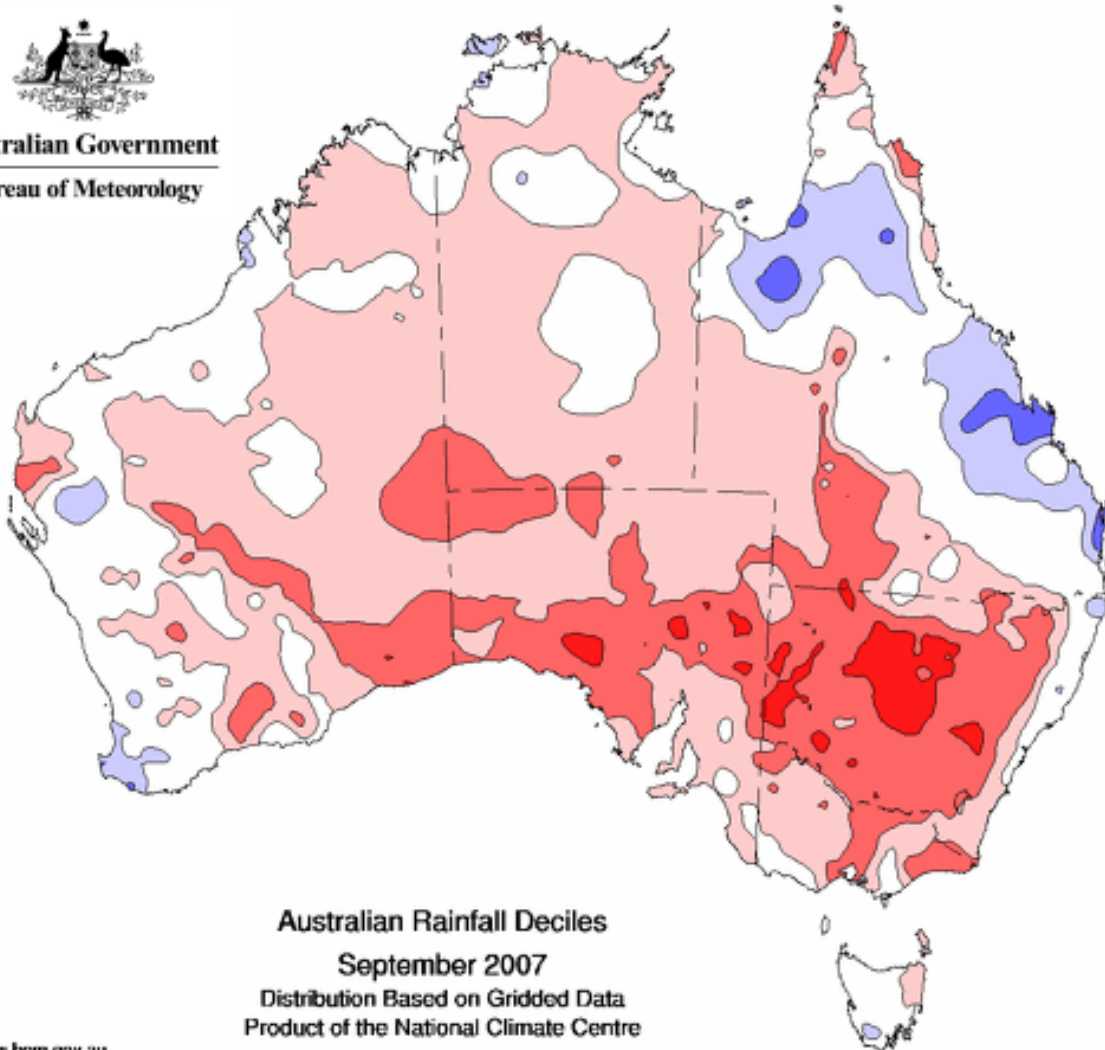 tralian Government
reau of Meteorology
Australian Rainfall Deciles
September 2007
Distribution Based on Gridded Data
Product of the National Climate Centre